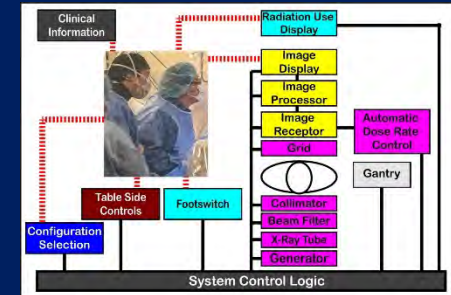 Clinical
Information
Radiation Use
Display
Image
Display
Image
Processor
Image
Receptor
Automatic
Dose Rate
Control
Grid
Gantry
Table Side
Controls
Footswitch
Collimator
Configuration
Selection
Beam Filter
X-Ray Tube
Generator
System Control Logic